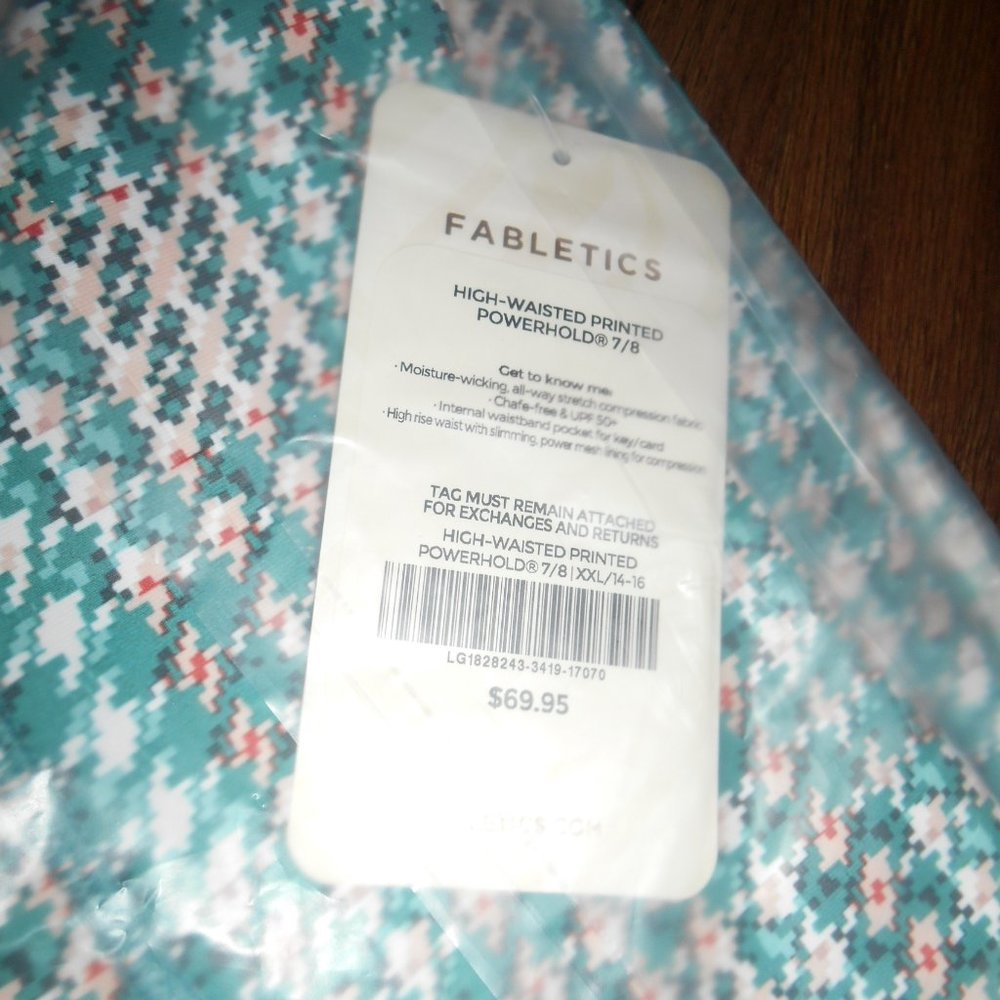 FABLETICS
HIGH-WAISTED PRINTED
POWERHOLD® 7/8
Get to know me:
· Moisture-wicking, all-way stretch compression fabric
· Chafe-free & UPF 50+
· Internal waistband pocket for key/card
· High rise waist with slimming, power mesh lining for compression
TAG MUST REMAIN ATTACHED
FOR EXCHANGES AND RETURNS
HIGH-WAISTED PRINTED
POWERHOLD® 7/8 | XXL/14-16
LG1828243-3419-17070
$69.95